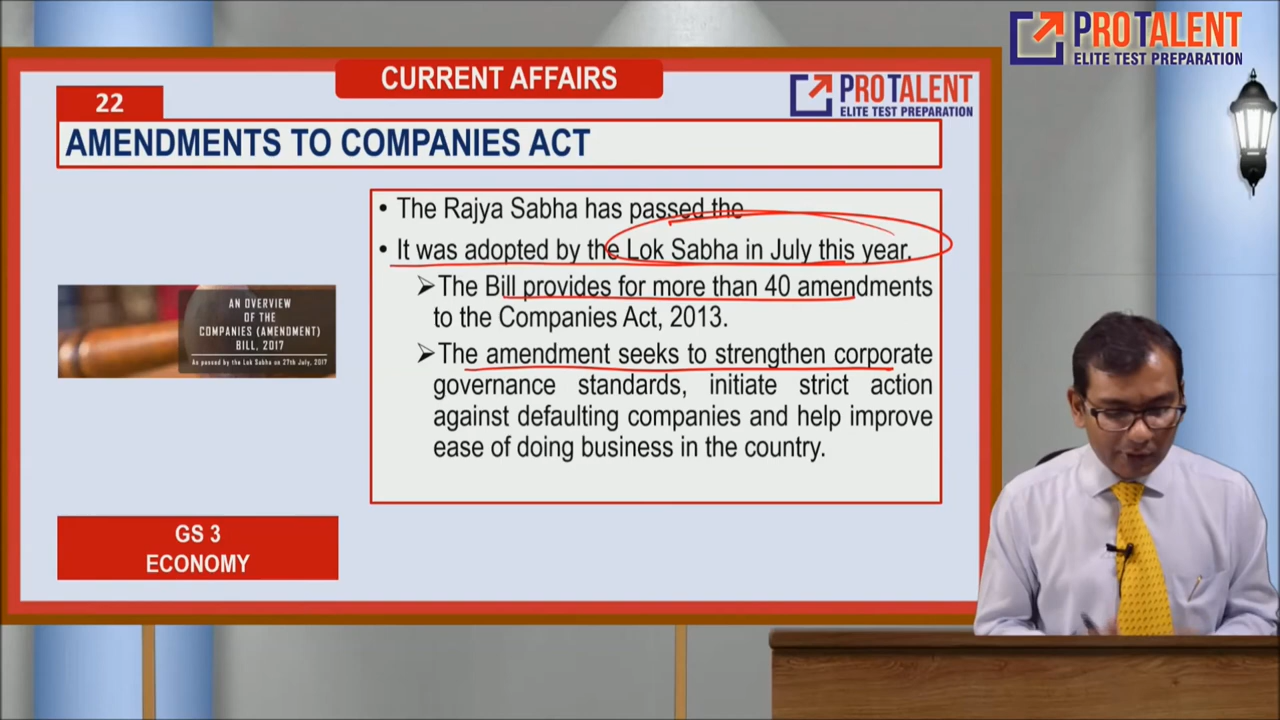 PROTALENT
ELITE TEST PREPARATION
CURRENT AFFAIRS
PROTALENT
ELITE TEST PREPARATION
22
AMENDMENTS TO COMPANIES ACT
• The Rajya Sabha has passed the
• It was adopted by the Lok Sabha in July this year.
➢The Bill provides for more than 40 amendments
to the Companies Act, 2013.
➢The amendment seeks to strengthen corporate
governance standards, initiate strict action
against defaulting companies and help improve
ease of doing business in the country.
AN OVERVIEW
OF THE
COMPANIES (AMENDMENT)
BILL, 2017
As passed by the Lok Sabha on 27th July, 2017
GS 3
ECONOMY